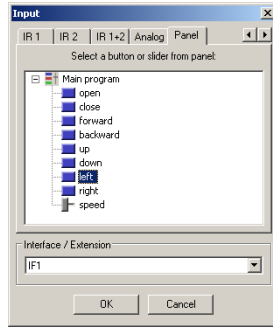 Input
IR 1 IR 2 IR 1+2 Analog Panel
Select a button or slider from panel:
Main program
open
close
forward
backward
up
down
left
right
speed
Interface / Extension
IF1
OK Cancel